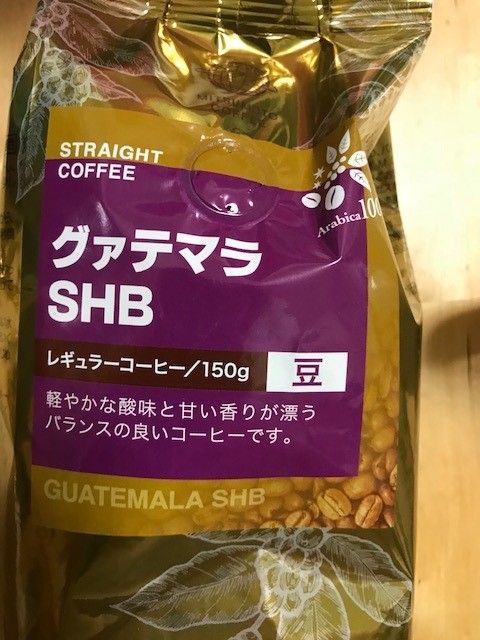 STRAIGHT
COFFEE
Arabica100
グァテマラ
SHB
レギュラーコーヒー/150g
豆
軽やかな酸味と甘い香りが漂う
バランスの良いコーヒーです。
GUATEMALA SHB